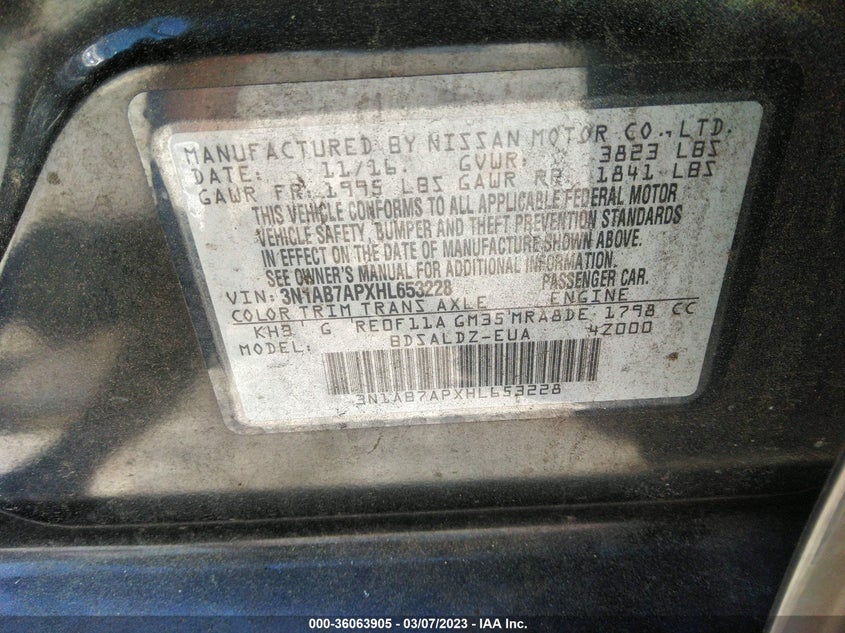 MANUFACTURED BY NISSAN MOTOR CO., LTD.
DATE: 11/16. GVWR: 3823 LBS
GAWR FR: 1995 LBS GAWR RR: 1841 LBS
THIS VEHICLE CONFORMS TO ALL APPLICABLE FEDERAL MOTOR
VEHICLE SAFETY, BUMPER AND THEFT PREVENTION STANDARDS
IN EFFECT ON THE DATE OF MANUFACTURE SHOWN ABOVE.
SEE OWNER'S MANUAL FOR ADDITIONAL INFORMATION.
VIN: 3N1AB7APXHL653228 PASSENGER CAR.
COLOR TRIM TRANS AXLE ENGINE
KH3 G RE0F11A GM35 MRA8DE 1798 CC
MODEL: BDSALDZ-EUA 4Z000
3N1AB7APXHL653228
000-36063905 - 03/07/2023 - IAA Inc.